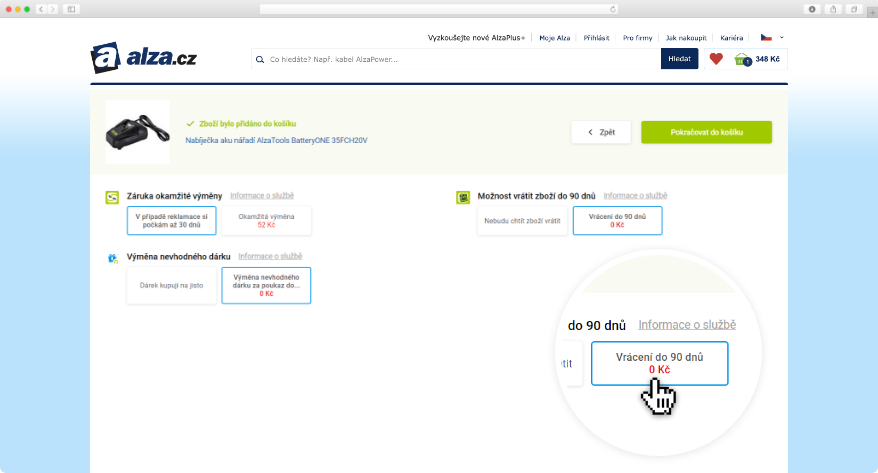 Vyzkoušejte nové AlzaPlus+ Moje Alza Přihlásit Pro firmy Jak nakoupit Kariéra
a alza.cz
Co hledáte? Např. kabel AlzaPower... Hledat 1 348 Kč
Zboží bylo přidáno do košíku
Nabíječka aku nářadí AlzaTools BatteryONE 35FCH20V
Zpět
Pokračovat do košíku
Záruka okamžité výměny Informace o službě
V případě reklamace si
počkám až 30 dnů
Okamžitá výměna
52 Kč
Možnost vrátit zboží do 90 dnů Informace o službě
Nebudu chtít zboží vrátit
Vrácení do 90 dnů
0 Kč
Výměna nevhodného dárku Informace o službě
Dárek kupuji na jisto
Výměna nevhodného
dárku za poukaz do...
0 Kč
do 90 dnů Informace o službě
tit
Vrácení do 90 dnů
0 Kč